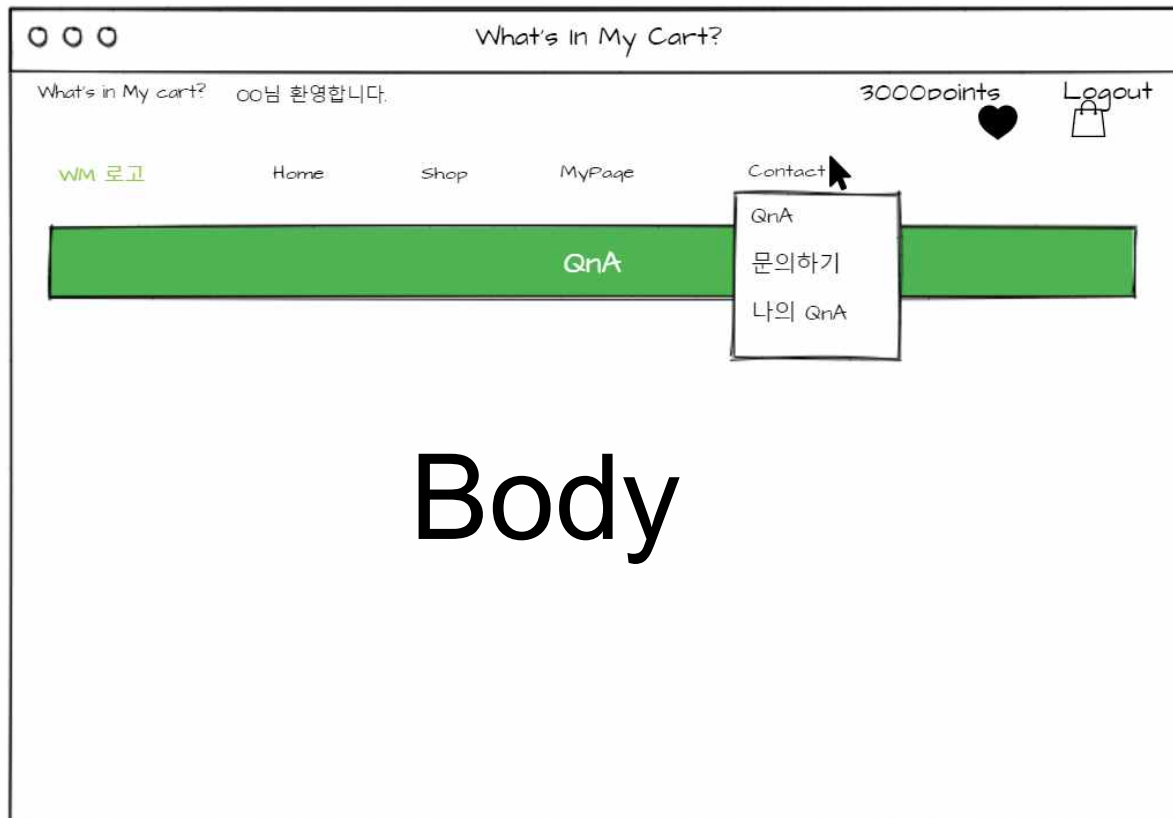 What's in My Cart?
What's in My cart? OO님 환영합니다. 3000points Logout
WM 로고 Home Shop MyPage Contact
QnA
QnA
문의하기
나의 QnA
Body